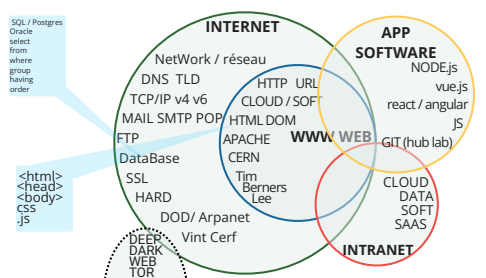 SQL / Postgres
Oracle
select
from
where
group
having
order
<html>
<head>
<body>
css
.js
INTERNET
NetWork / réseau
DNS TLD
TCP/IP v4 v6
MAIL SMTP POP
FTP
DataBase
SSL
HARD
DOD/ Arpanet
Vint Cerf
HTTP URL
CLOUD / SOFT
HTML DOM
APACHE
WWW WEB
CERN
Tim
Berners
Lee
APP
SOFTWARE
NODE.js
vue.js
react / angular
JS
GIT (hub lab)
CLOUD
DATA
SOFT
SAAS
INTRANET
DEEP
DARK
WEB
TOR